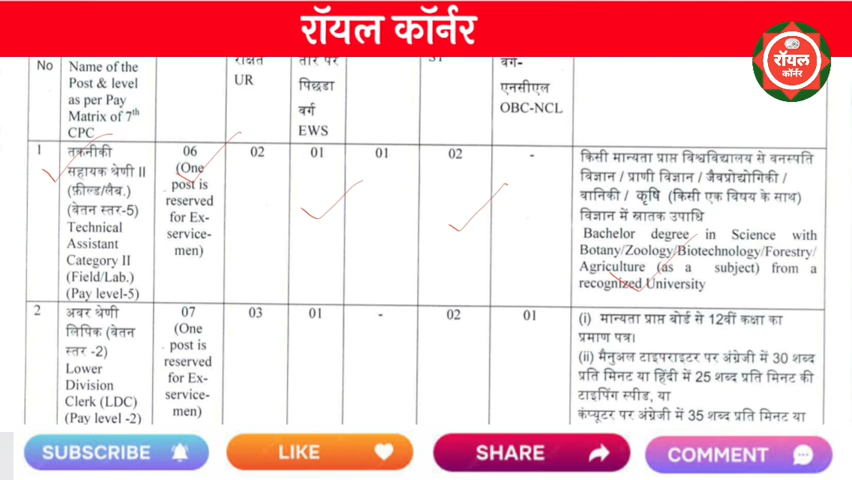 रॉयल कॉर्नर
रॉयल
कॉर्नर
No
Name of the
Post & level
as per Pay
Matrix of 7th
CPC
UR
तौर पर
पिछडा
वर्ग
EWS
ST
वर्ग-
एनसीएल
OBC-NCL
1
तकनीकी
सहायक श्रेणी II
(फ़ील्ड/लैब.)
(वेतन स्तर-5)
Technical
Assistant
Category II
(Field/Lab.)
(Pay level-5)
06
(One
post is
reserved
for Ex-
service-
men)
02
01
01
02
-
किसी मान्यता प्राप्त विश्वविद्यालय से वनस्पति
विज्ञान / प्राणी विज्ञान / जैवप्रोद्योगिकी /
वानिकी / कृषि (किसी एक विषय के साथ)
विज्ञान में स्नातक उपाधि
Bachelor degree in Science with
Botany/Zoology/Biotechnology/Forestry/
Agriculture (as a subject) from a
recognized University
2
अवर श्रेणी
लिपिक (वेतन
स्तर -2)
Lower
Division
Clerk (LDC)
(Pay level -2)
07
(One
post is
reserved
for Ex-
service-
men)
03
01
-
02
01
(i) मान्यता प्राप्त बोर्ड से 12वीं कक्षा का
प्रमाण पत्र।
(ii) मैनुअल टाइपराइटर पर अंग्रेजी में 30 शब्द
प्रति मिनट या हिंदी में 25 शब्द प्रति मिनट की
टाइपिंग स्पीड, या
कंप्यूटर पर अंग्रेजी में 35 शब्द प्रति मिनट या
SUBSCRIBE
LIKE
SHARE
COMMENT